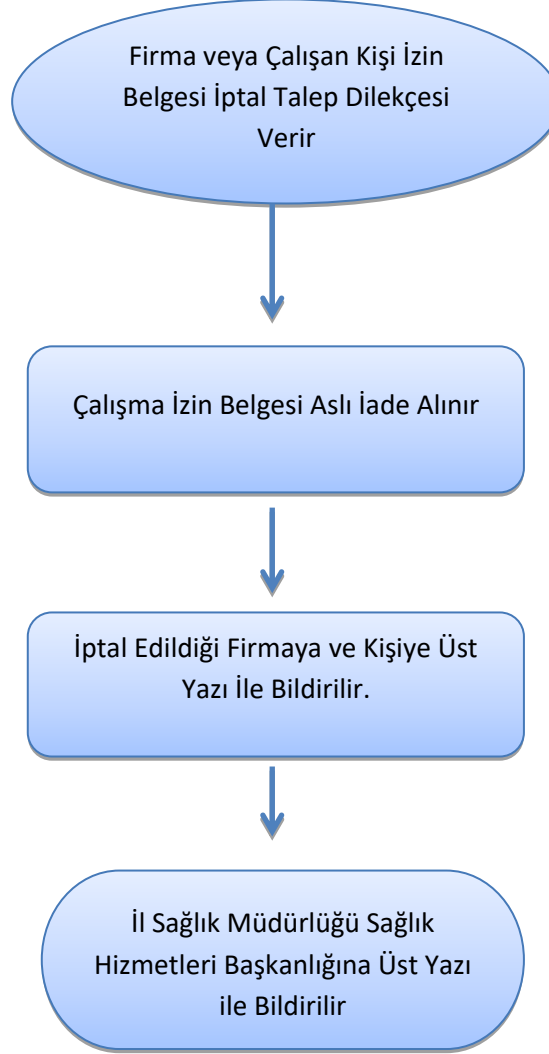 Firma veya Çalışan Kişi İzin
Belgesi İptal Talep Dilekçesi
Verir
Çalışma İzin Belgesi Aslı İade Alınır
İptal Edildiği Firmaya ve Kişiye Üst
Yazı İle Bildirilir.
İl Sağlık Müdürlüğü Sağlık
Hizmetleri Başkanlığına Üst Yazı
ile Bildirilir